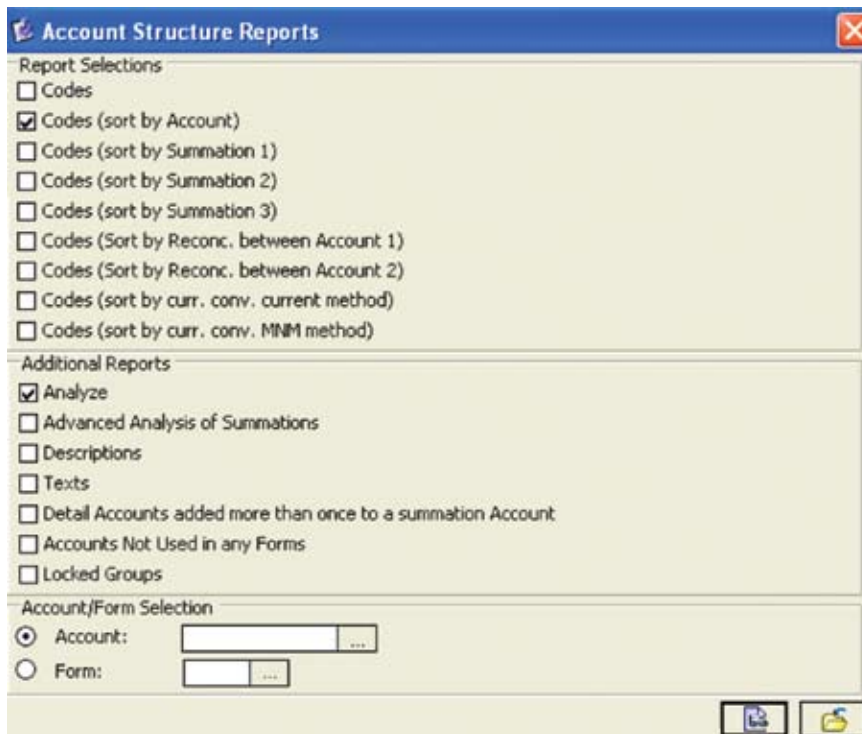 Account Structure Reports
Report Selections
Codes
Codes (sort by Account)
Codes (sort by Summation 1)
Codes (sort by Summation 2)
Codes (sort by Summation 3)
Codes (Sort by Reconc. between Account 1)
Codes (Sort by Reconc. between Account 2)
Codes (sort by curr. conv. current method)
Codes (sort by curr. conv. MNM method)
Additional Reports
Analyze
Advanced Analysis of Summations
Descriptions
Texts
Detail Accounts added more than once to a summation Account
Accounts Not Used in any Forms
Locked Groups
Account/Form Selection
Account: ...
Form: ...